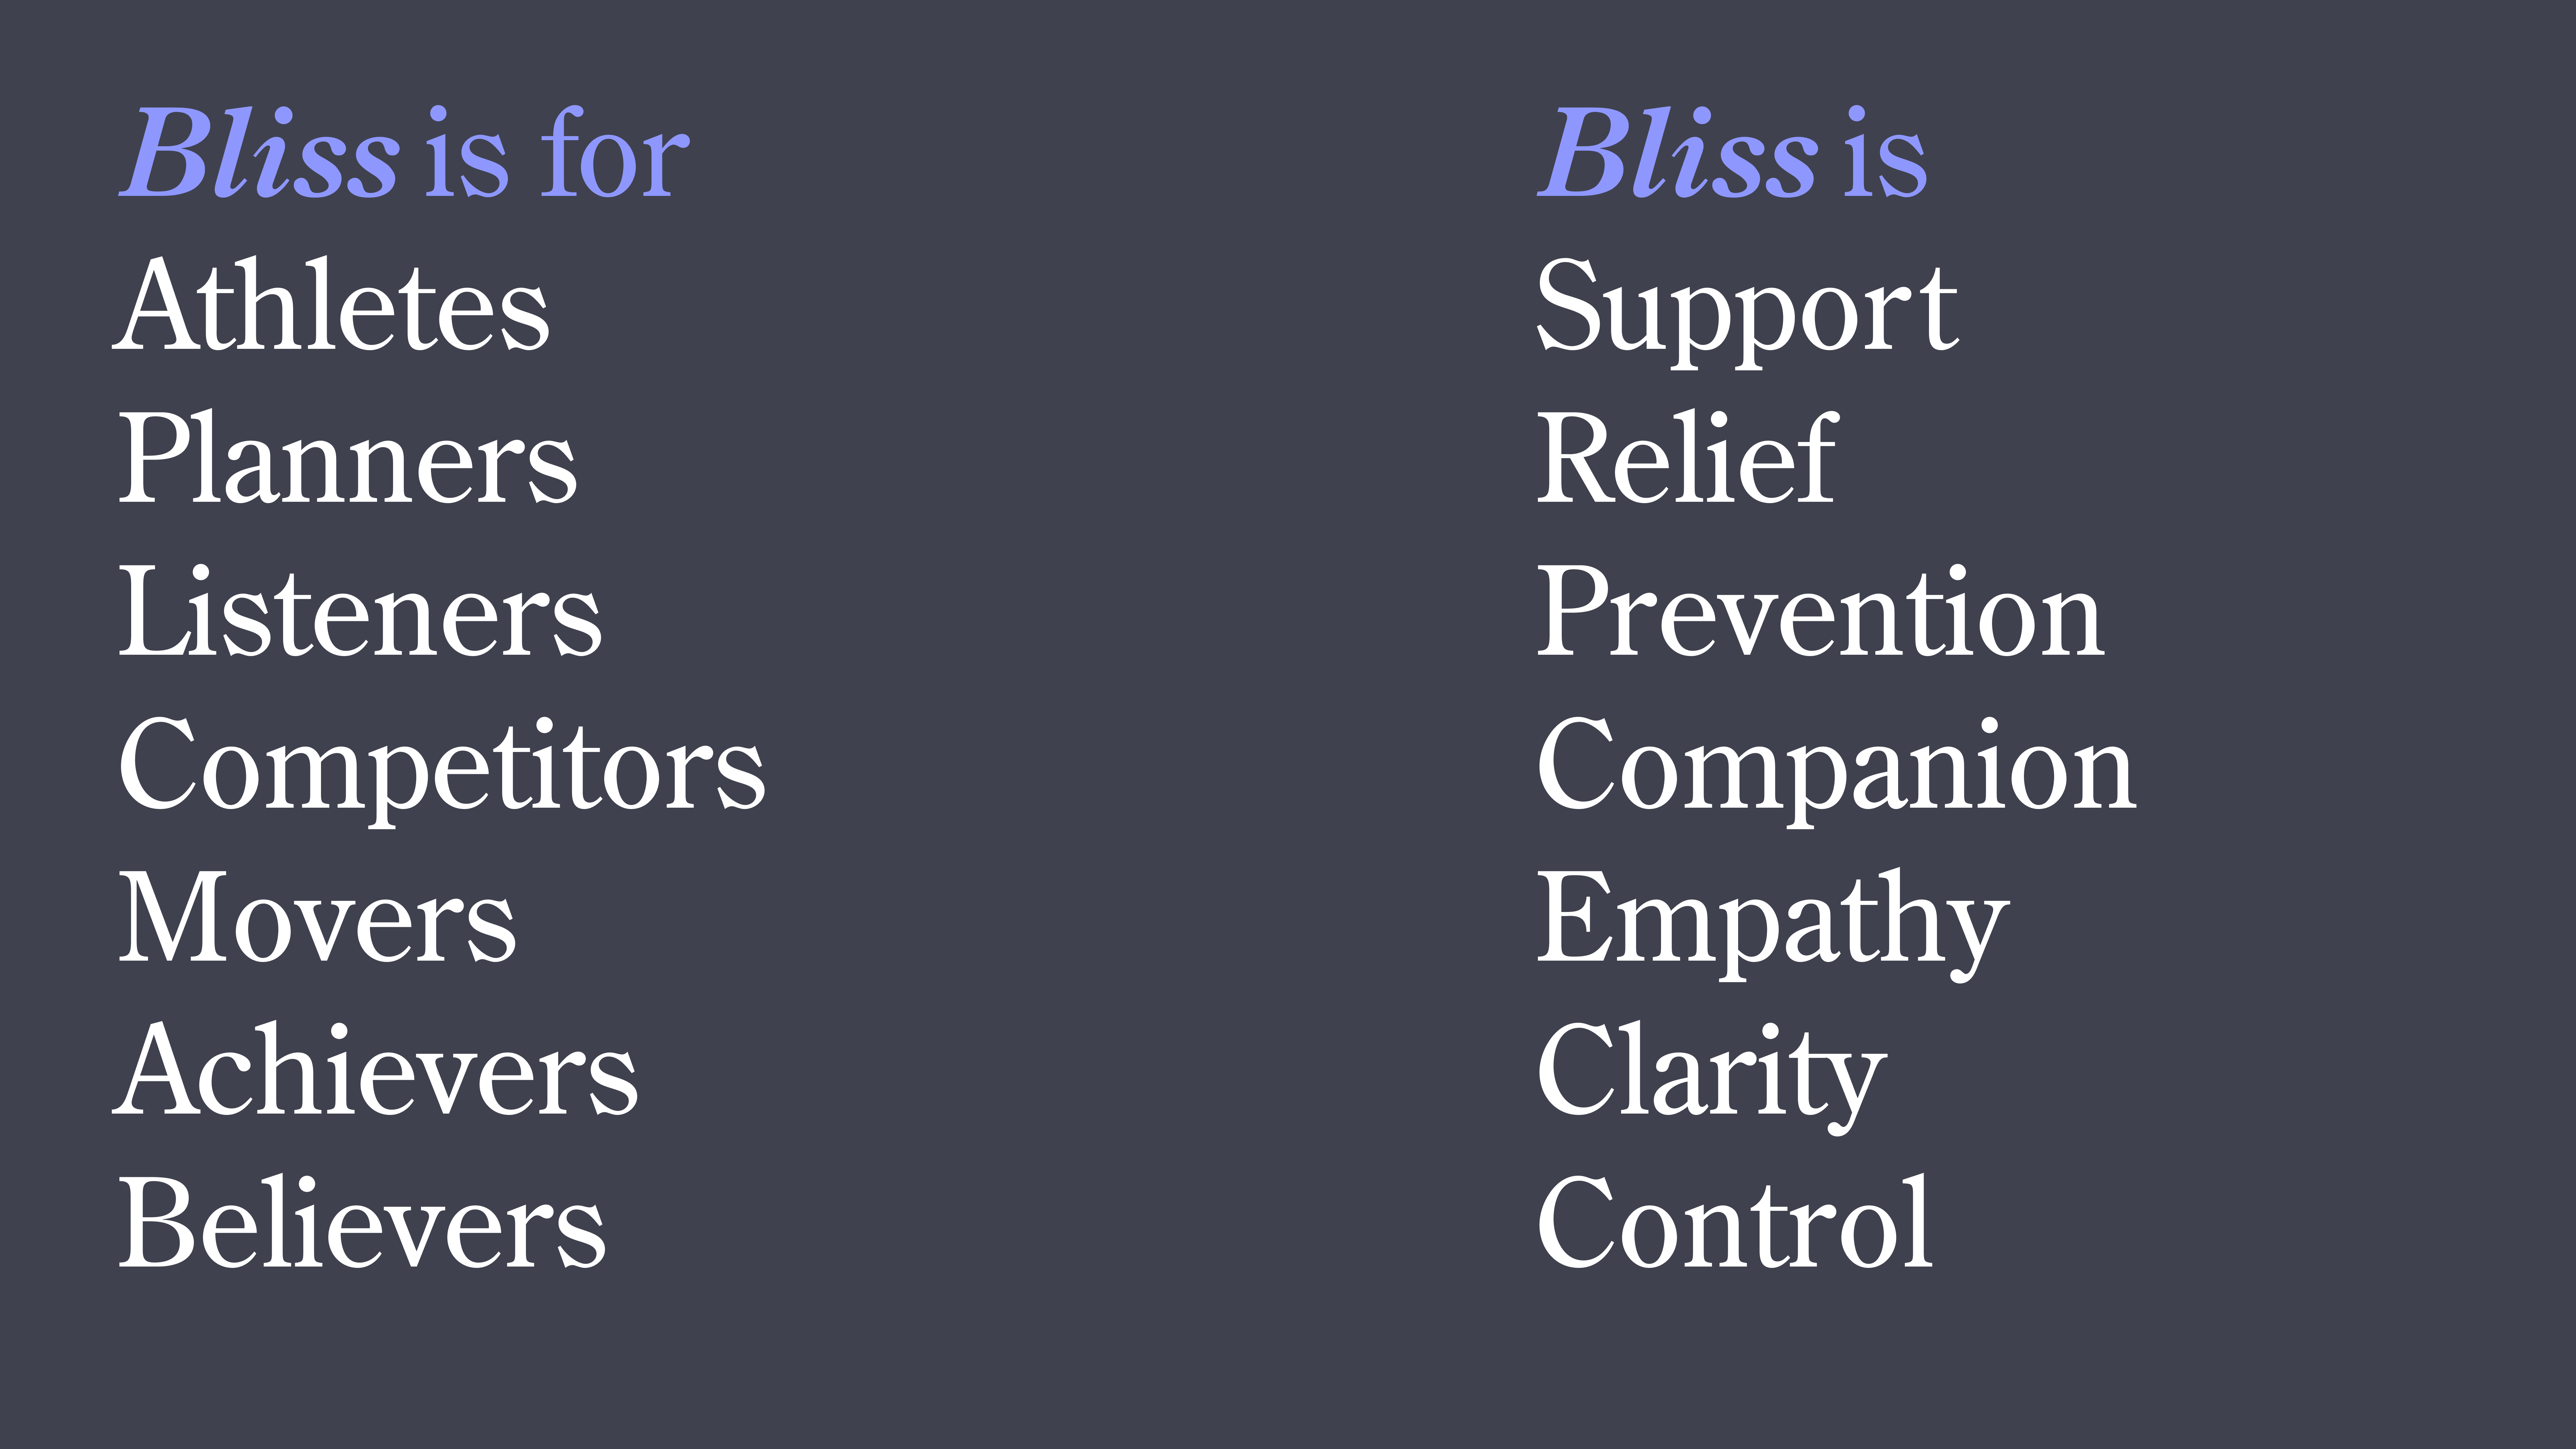 Bliss is for
Athletes
Planners
Listeners
Competitors
Movers
Achievers
Believers
Bliss is
Support
Relief
Prevention
Companion
Empathy
Clarity
Control